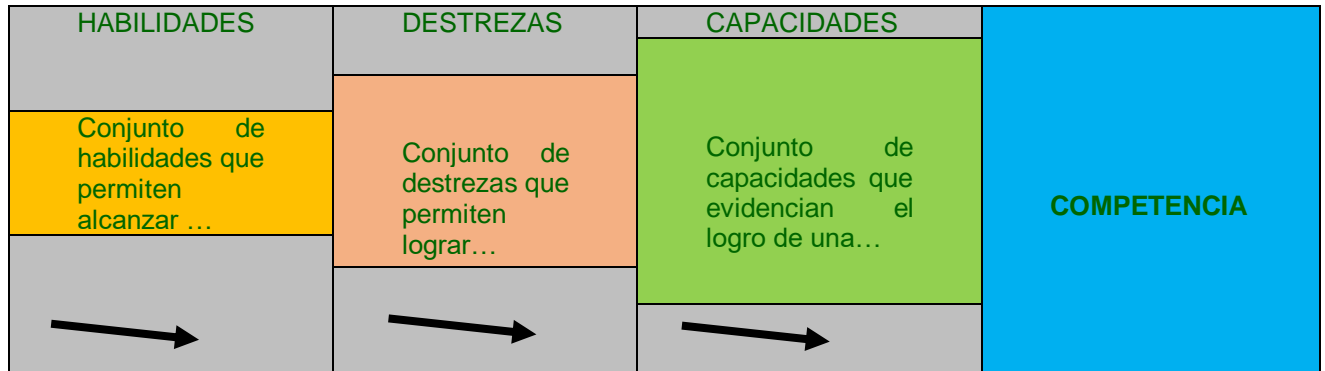 HABILIDADES
DESTREZAS
CAPACIDADES
Conjunto de
habilidades que
permiten
alcanzar …
Conjunto de
destrezas que
permiten
lograr…
Conjunto de
capacidades que
evidencian el
logro de una…
COMPETENCIA